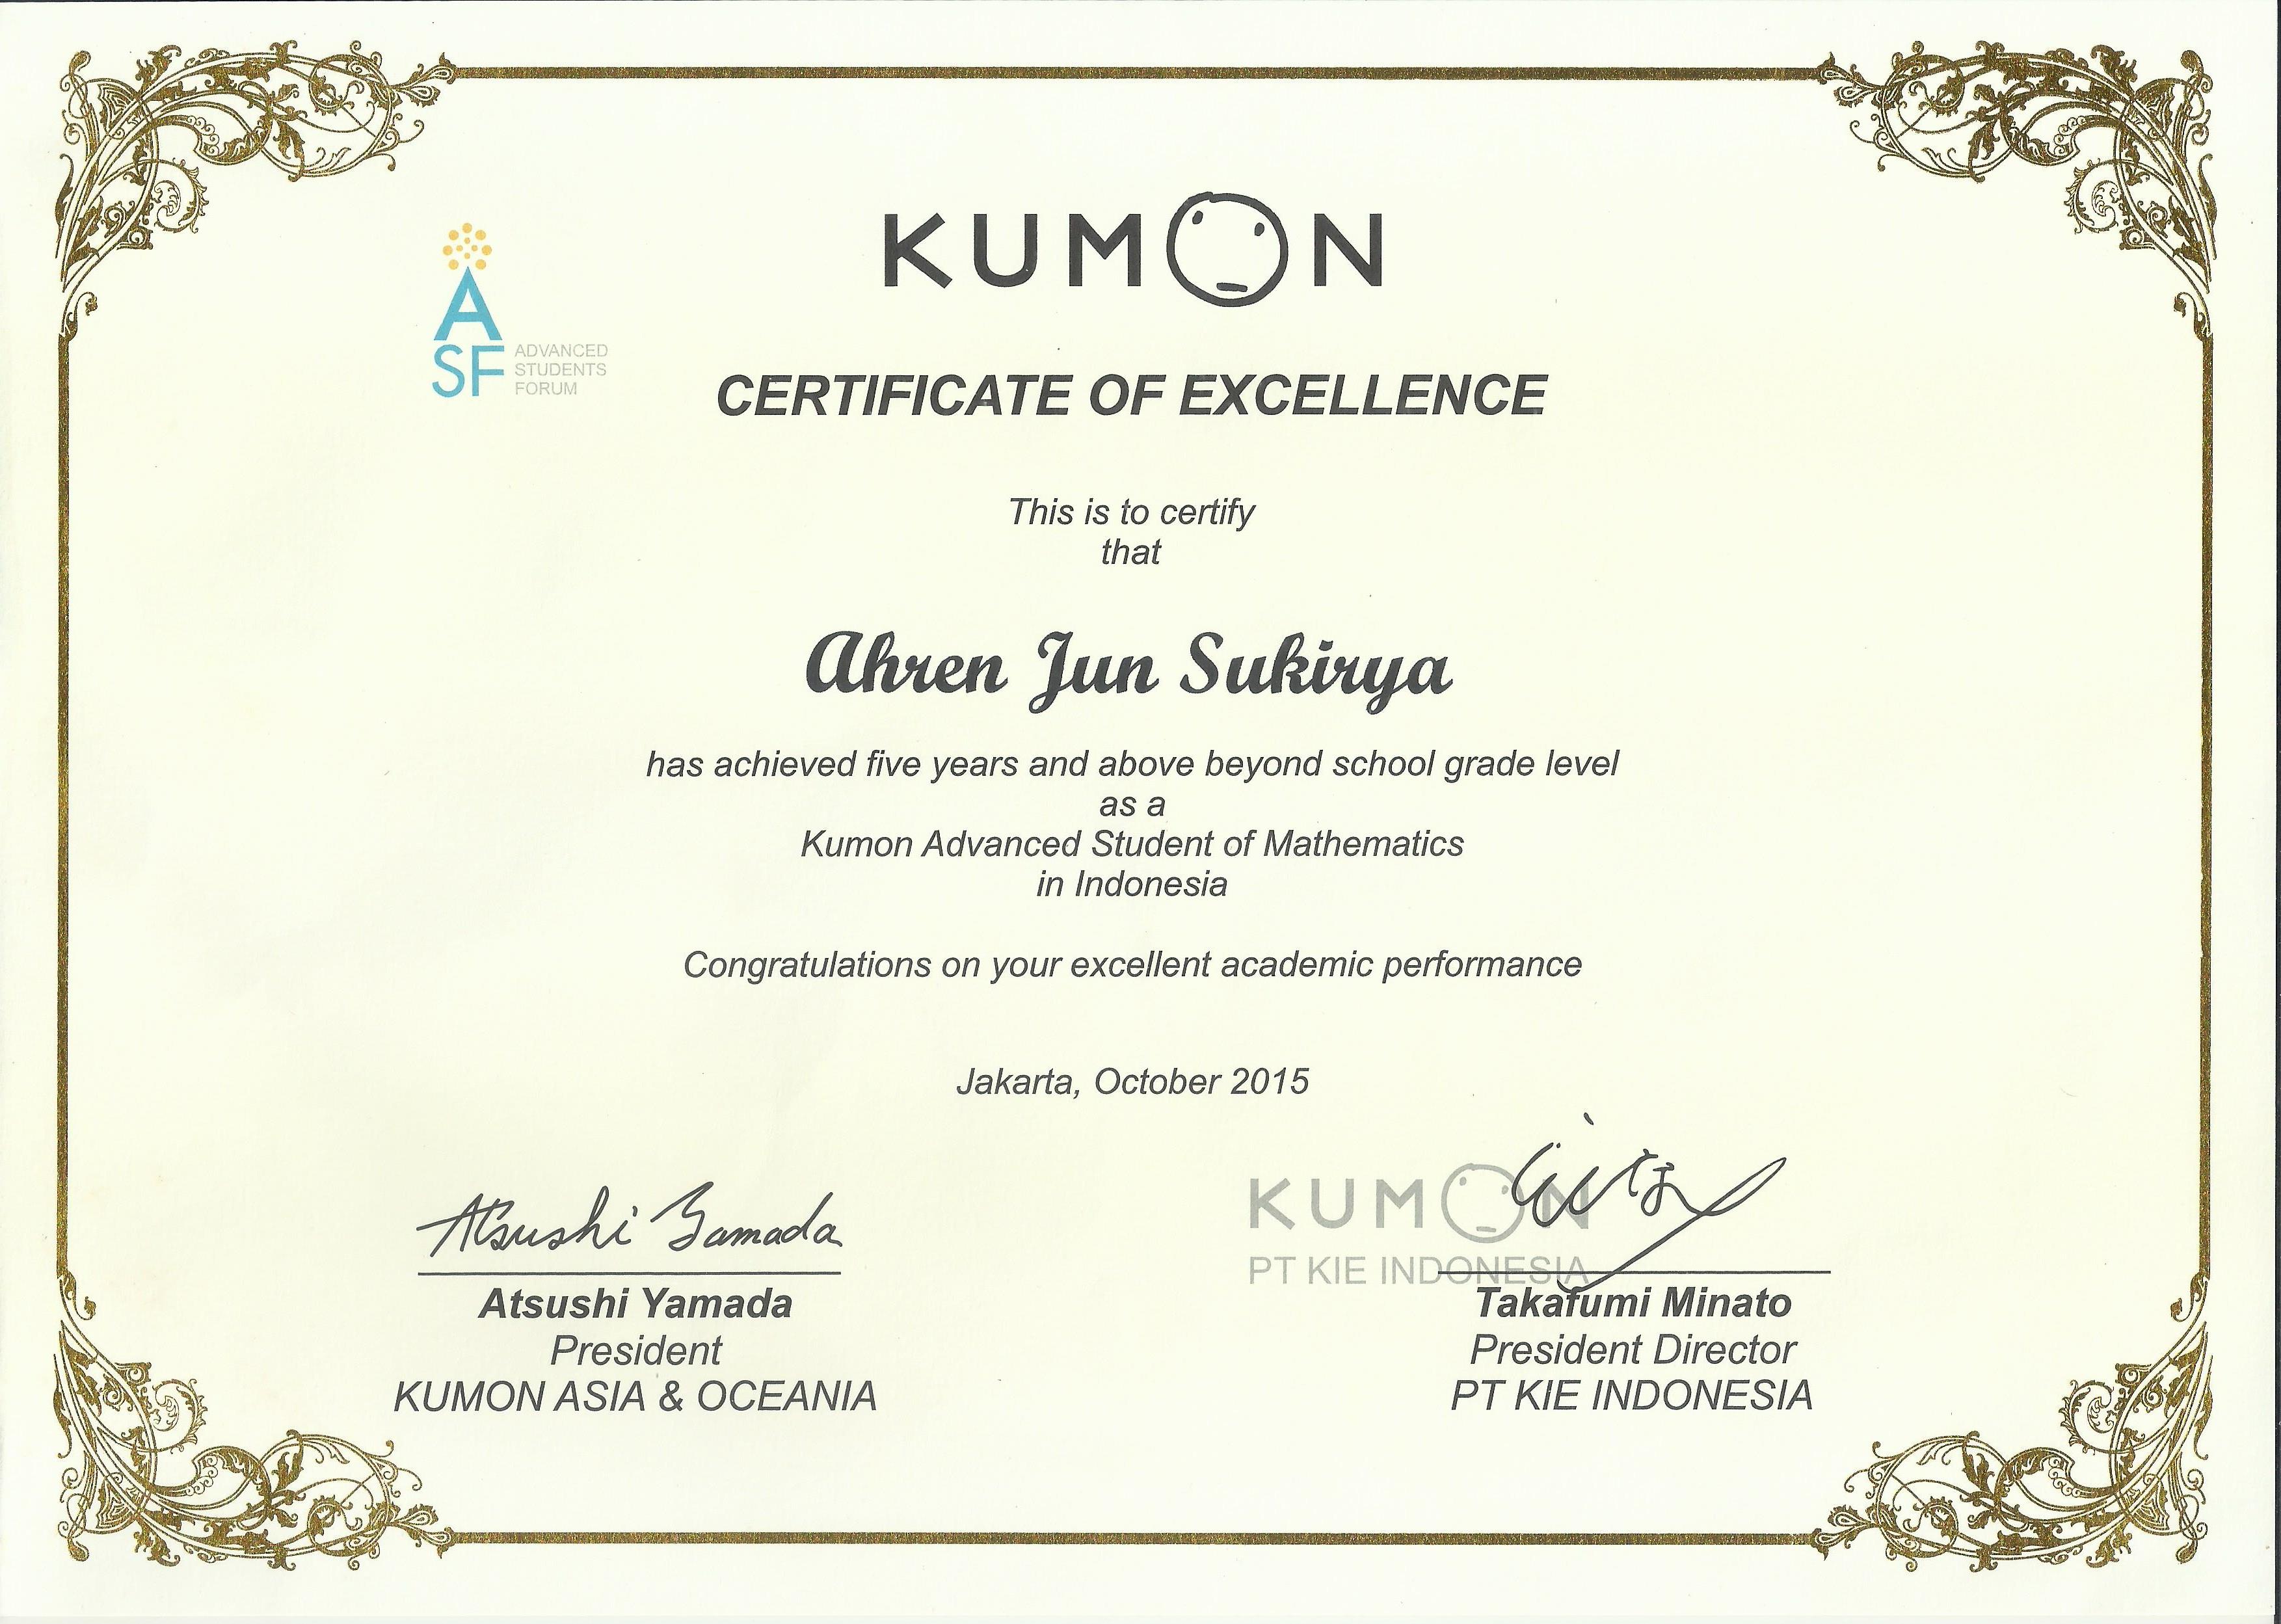 KUMON
A
SF
ADVANCED
STUDENTS
FORUM
CERTIFICATE OF EXCELLENCE
This is to certify
that
Ahren Jun Sukirya
has achieved five years and above beyond school grade level
as a
Kumon Advanced Student of Mathematics
in Indonesia
Congratulations on your excellent academic performance
Jakarta, October 2015
Atsushi Yamada
Atsushi Yamada
President
KUMON ASIA & OCEANIA
KUMON
PT KIE INDONESIA
Takafumi Minato
President Director
PT KIE INDONESIA